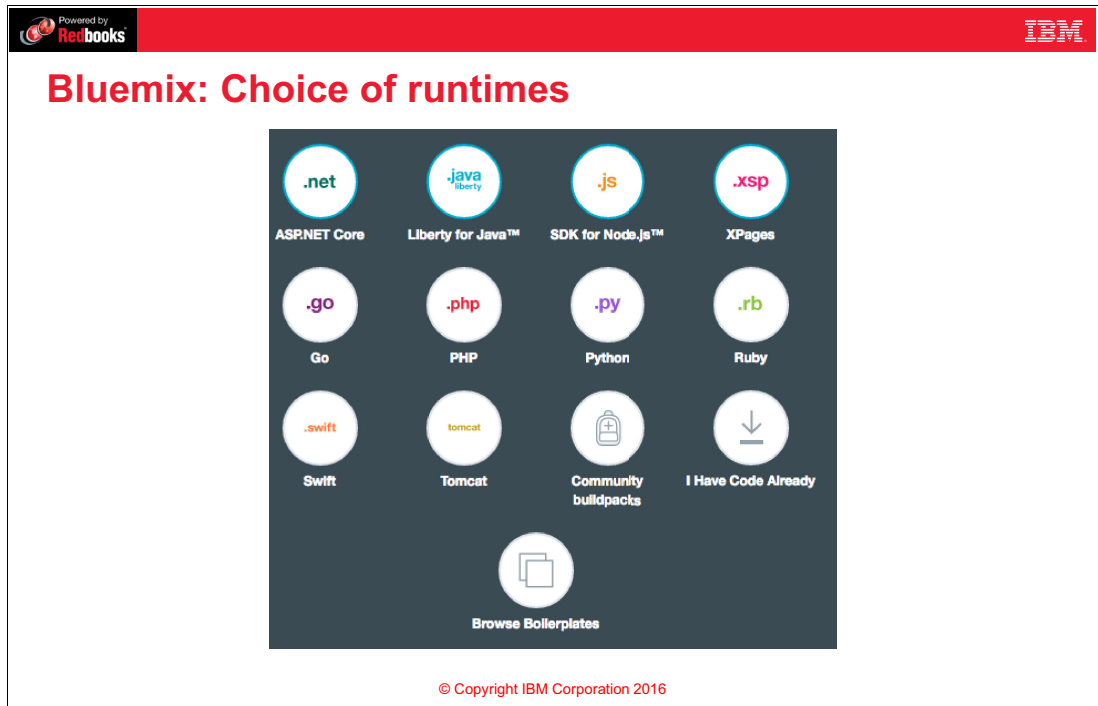 Powered by
Redbooks
IBM
Bluemix: Choice of runtimes
.net
.java
liberty
.js
.xsp
ASP.NET Core
Liberty for Java™
SDK for Node.js™
XPages
.go
.php
.py
.rb
Go
PHP
Python
Ruby
.swift
tomcat
Swift
Tomcat
Community
buildpacks
I Have Code Already
Browse Boilerplates
© Copyright IBM Corporation 2016